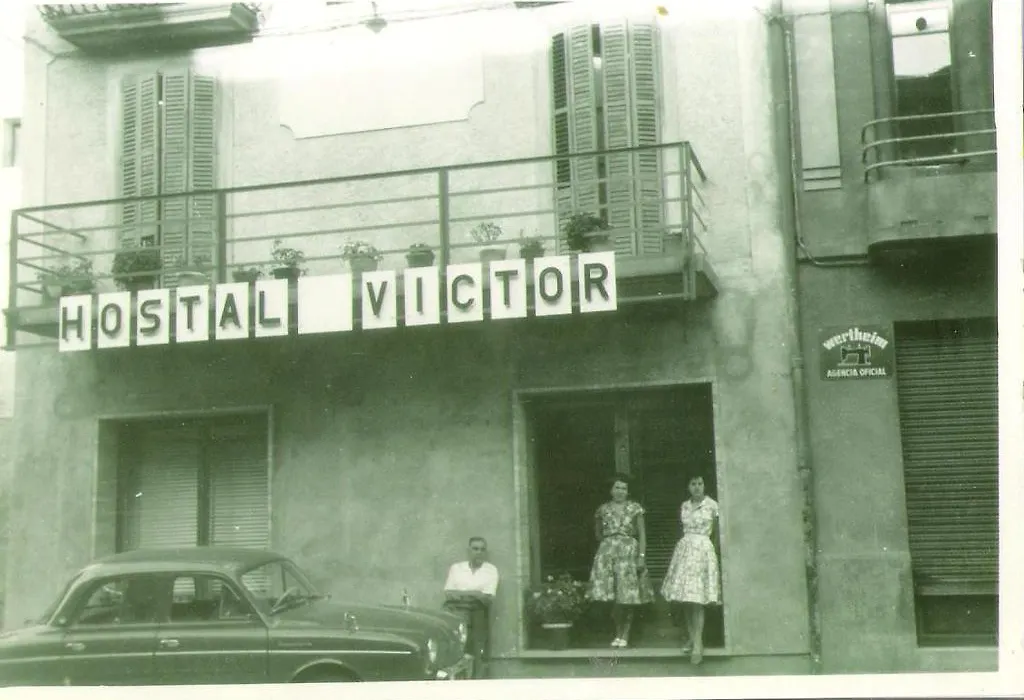 HOSTAL VICTOR
wertheim
AGENCIA OFICIAL